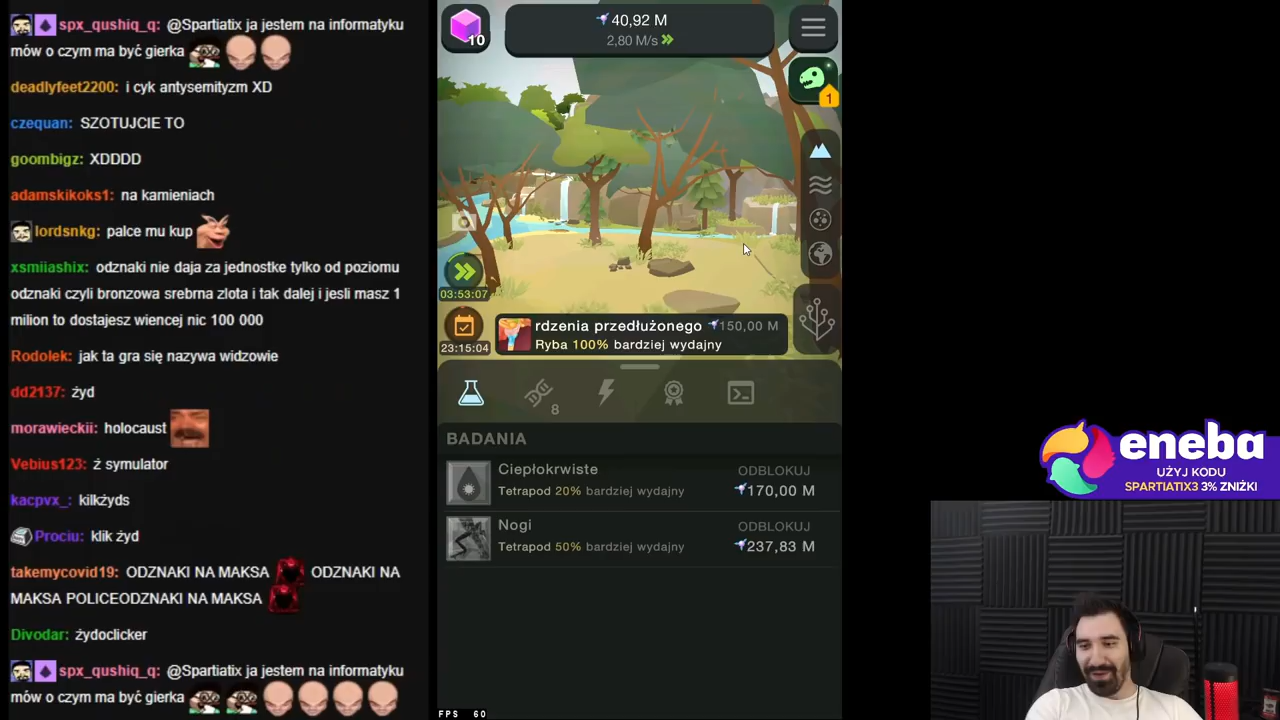 spx_qushiq_q: @Spartiatix ja jestem na informatyku
mów o czym ma być gierka
deadlyfeet2200: i cyk antysemityzm XD
czequan: SZOTUJCIE TO
goombigz: XDDDD
adamskikoks1: na kamieniach
lordsnkg: palce mu kup
xsmiiashix: odznaki nie daja za jednostke tylko od poziomu
odznaki czyli bronzowa srebrna zlota i tak dalej i jesli masz 1
milion to dostajesz wiencej nic 100 000
Rodolek: jak ta gra się nazywa widzowie
dd2137: żyd
morawieckii: holocaust
Vebius123: ż symulator
kacpvx_: kilkżyds
Prociu: klik żyd
takemycovid19: ODZNAKI NA MAKSA ODZNAKI NA
MAKSA POLICEODZNAKI NA MAKSA
Divodar: żydoclicker
spx_qushiq_q: @Spartiatix ja jestem na informatyku
mów o czym ma być gierka
10
40,92 M
2,80 M/s
1
03:53:07
23:15:04
rdzenia przedłużonego 150,00 M
Ryba 100% bardziej wydajny
8
BADANIA
Ciepłokrwiste ODBLOKUJ
Tetrapod 20% bardziej wydajny 170,00 M
Nogi ODBLOKUJ
Tetrapod 50% bardziej wydajny 237,83 M
FPS 60
eneba
UŻYJ KODU
SPARTIATIX3 3% ZNIŻKI